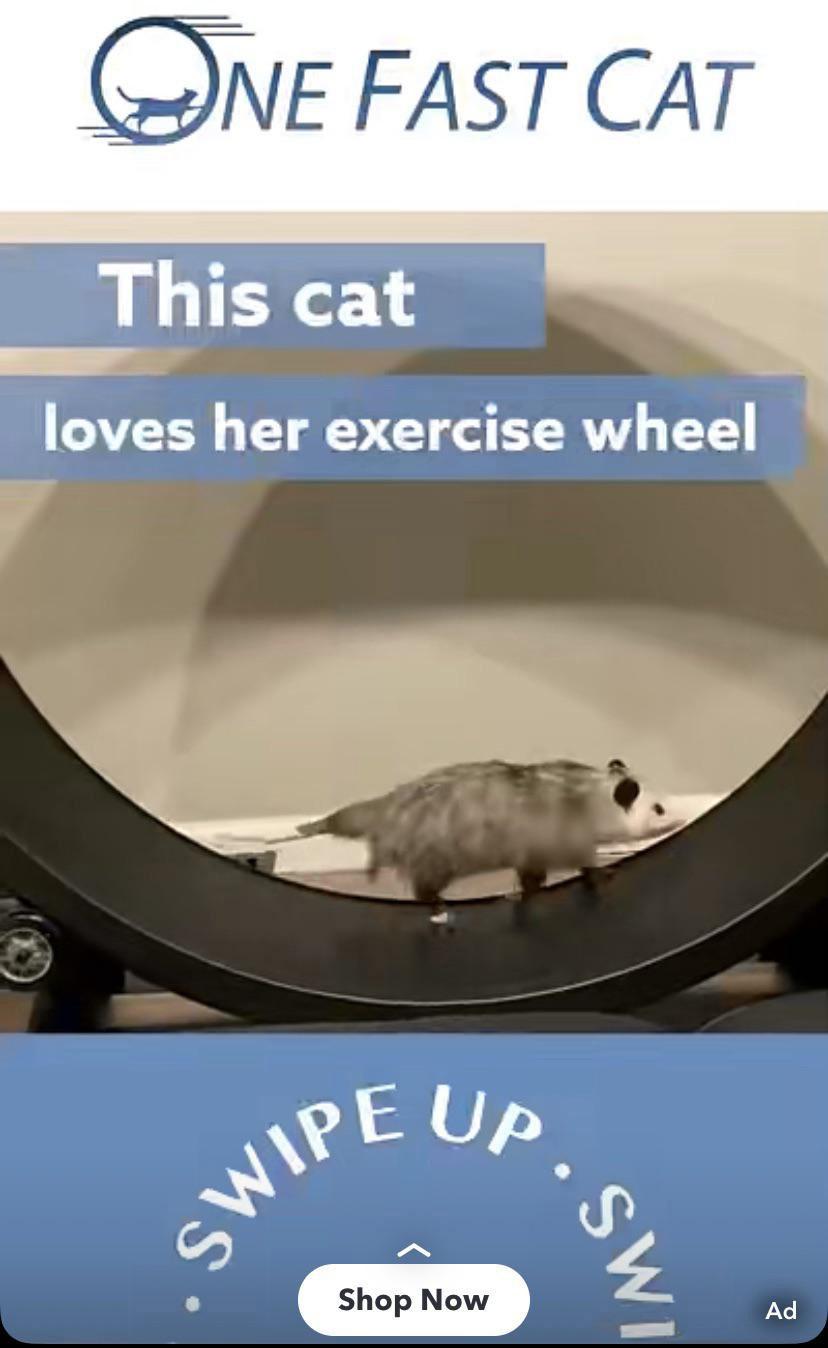 ONE FAST CAT
This cat
loves her exercise wheel
· SWIPE UP · SWI
Shop Now
Ad